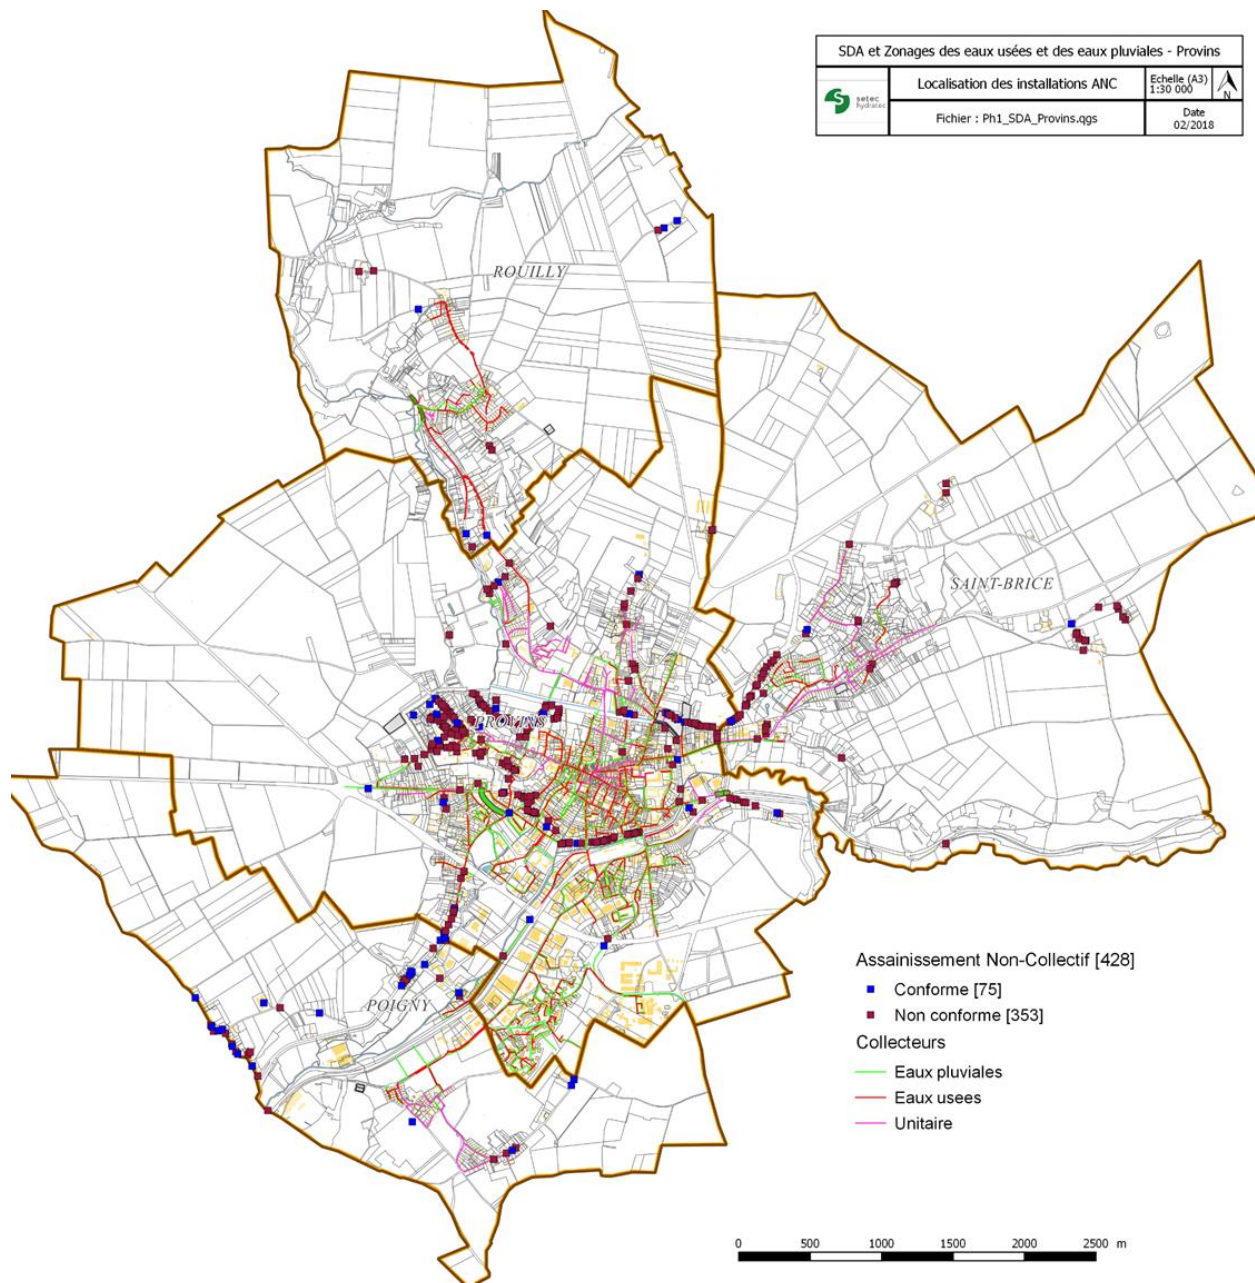 SDA et Zonages des eaux usées et des eaux pluviales - Provins
setec
hydratec
Localisation des installations ANC
Echelle (A3)
1:30 000
N
Fichier : Ph1_SDA_Provins.qgs
Date
02/2018
ROUILLY
SAINT-BRICE
PROVINS
POIGNY
Assainissement Non-Collectif [428]
Conforme [75]
Non conforme [353]
Collecteurs
Eaux pluviales
Eaux usees
Unitaire
0 500 1000 1500 2000 2500 m